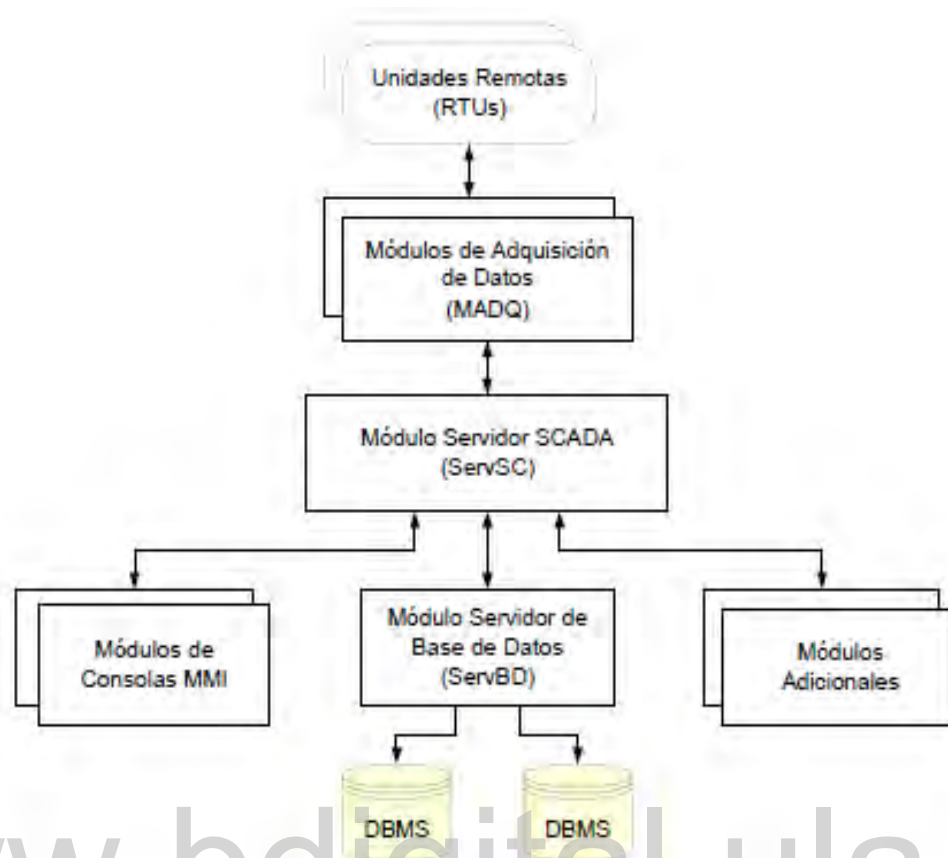 Unidades Remotas
(RTUs)
Módulos de Adquisición
de Datos
(MADQ)
Módulo Servidor SCADA
(ServSC)
Módulos de
Consolas MMI
Módulo Servidor de
Base de Datos
(ServBD)
Módulos
Adicionales
DBMS
DBMS
www.bdigital.ula